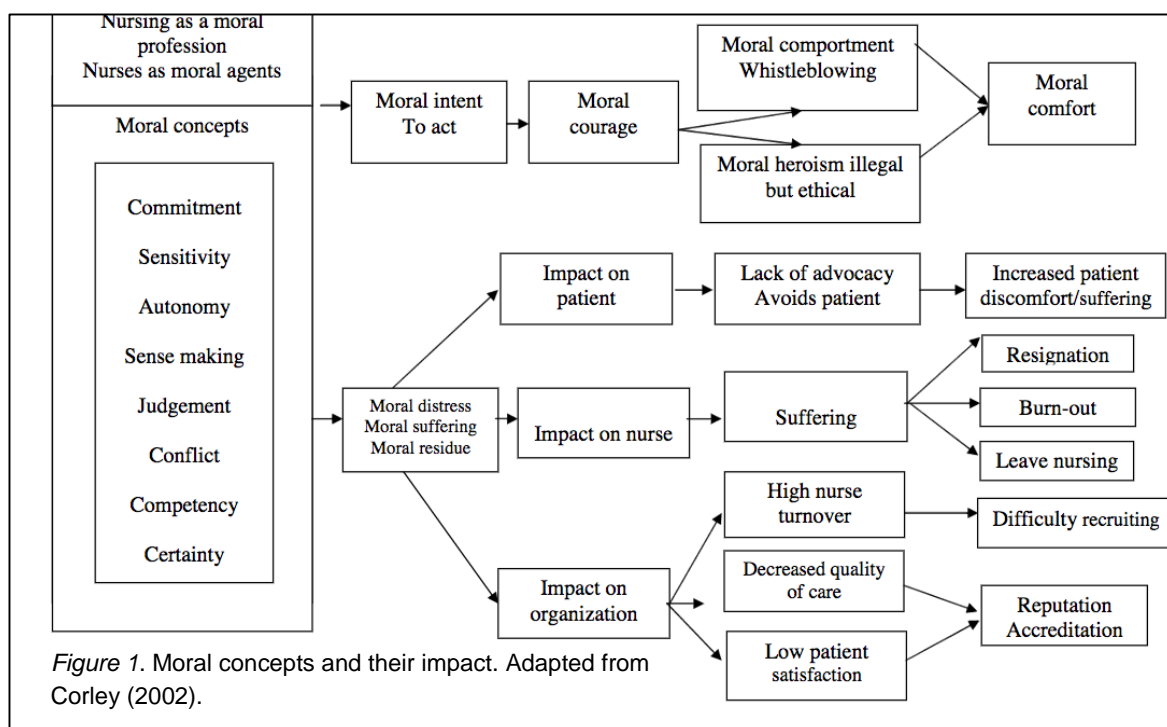 Nursing as a moral
profession
Nurses as moral agents
Moral concepts
Commitment
Sensitivity
Autonomy
Sense making
Judgement
Conflict
Competency
Certainty
Moral intent
To act
Moral
courage
Moral comportment
Whistleblowing
Moral heroism illegal
but ethical
Moral
comfort
Moral distress
Moral suffering
Moral residue
Impact on
patient
Lack of advocacy
Avoids patient
Increased patient
discomfort/suffering
Impact on nurse
Suffering
Resignation
Burn-out
Leave nursing
Impact on
organization
High nurse
turnover
Difficulty recruiting
Decreased quality
of care
Low patient
satisfaction
Reputation
Accreditation
Figure 1. Moral concepts and their impact. Adapted from
Corley (2002).